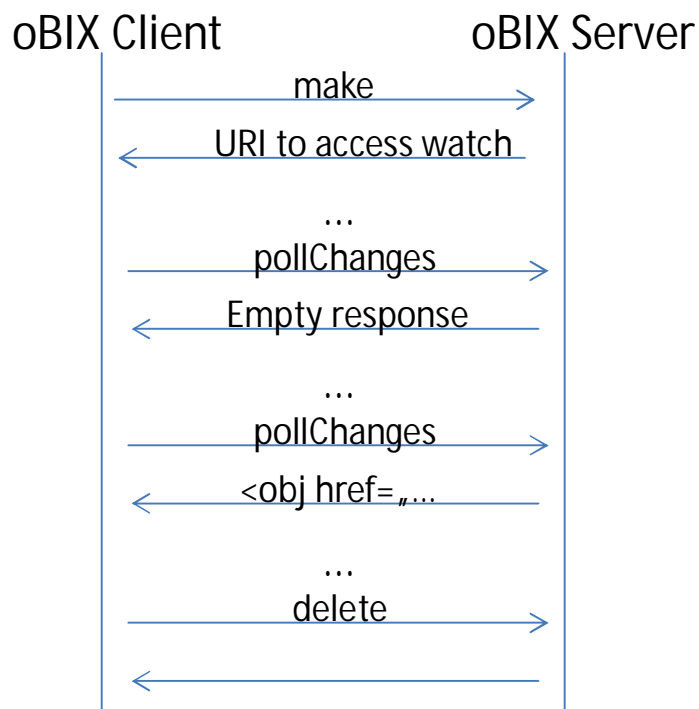 oBIX Client oBIX Server
make
URI to access watch
...
pollChanges
Empty response
...
pollChanges
<obj href=„...
...
delete